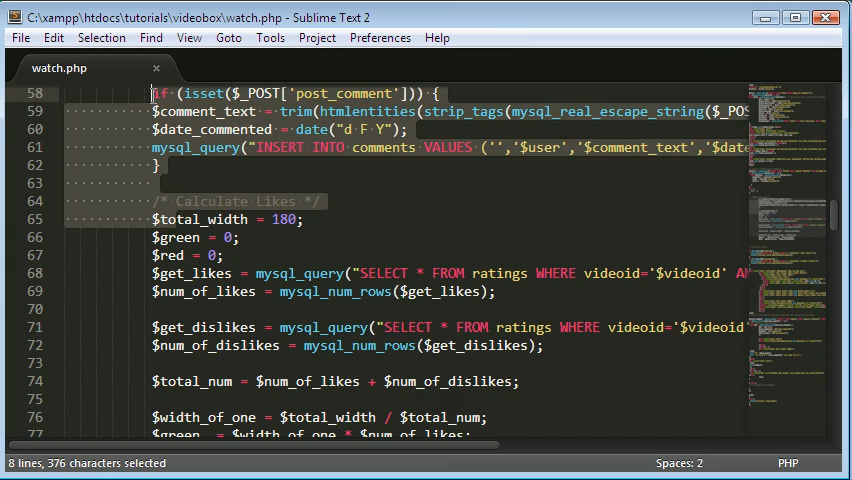 C:\xampp\htdocs\tutorials\videobox\watch.php - Sublime Text 2
File Edit Selection Find View Goto Tools Project Preferences Help
watch.php ×
58 if (isset($_POST['post_comment'])) {
59 $comment_text = trim(htmlentities(strip_tags(mysql_real_escape_string($_POS
60 $date_commented = date("d F Y");
61 mysql_query("INSERT INTO comments VALUES ('','$user','$comment_text','$date
62 }
63
64 /* Calculate Likes */
65 $total_width = 180;
66 $green = 0;
67 $red = 0;
68 $get_likes = mysql_query("SELECT * FROM ratings WHERE videoid='$videoid' AN
69 $num_of_likes = mysql_num_rows($get_likes);
70
71 $get_dislikes = mysql_query("SELECT * FROM ratings WHERE videoid='$videoid
72 $num_of_dislikes = mysql_num_rows($get_dislikes);
73
74 $total_num = $num_of_likes + $num_of_dislikes;
75
76 $width_of_one = $total_width / $total_num;
77 $green = $width_of_one * $num_of_likes;
8 lines, 376 characters selected Spaces: 2 PHP